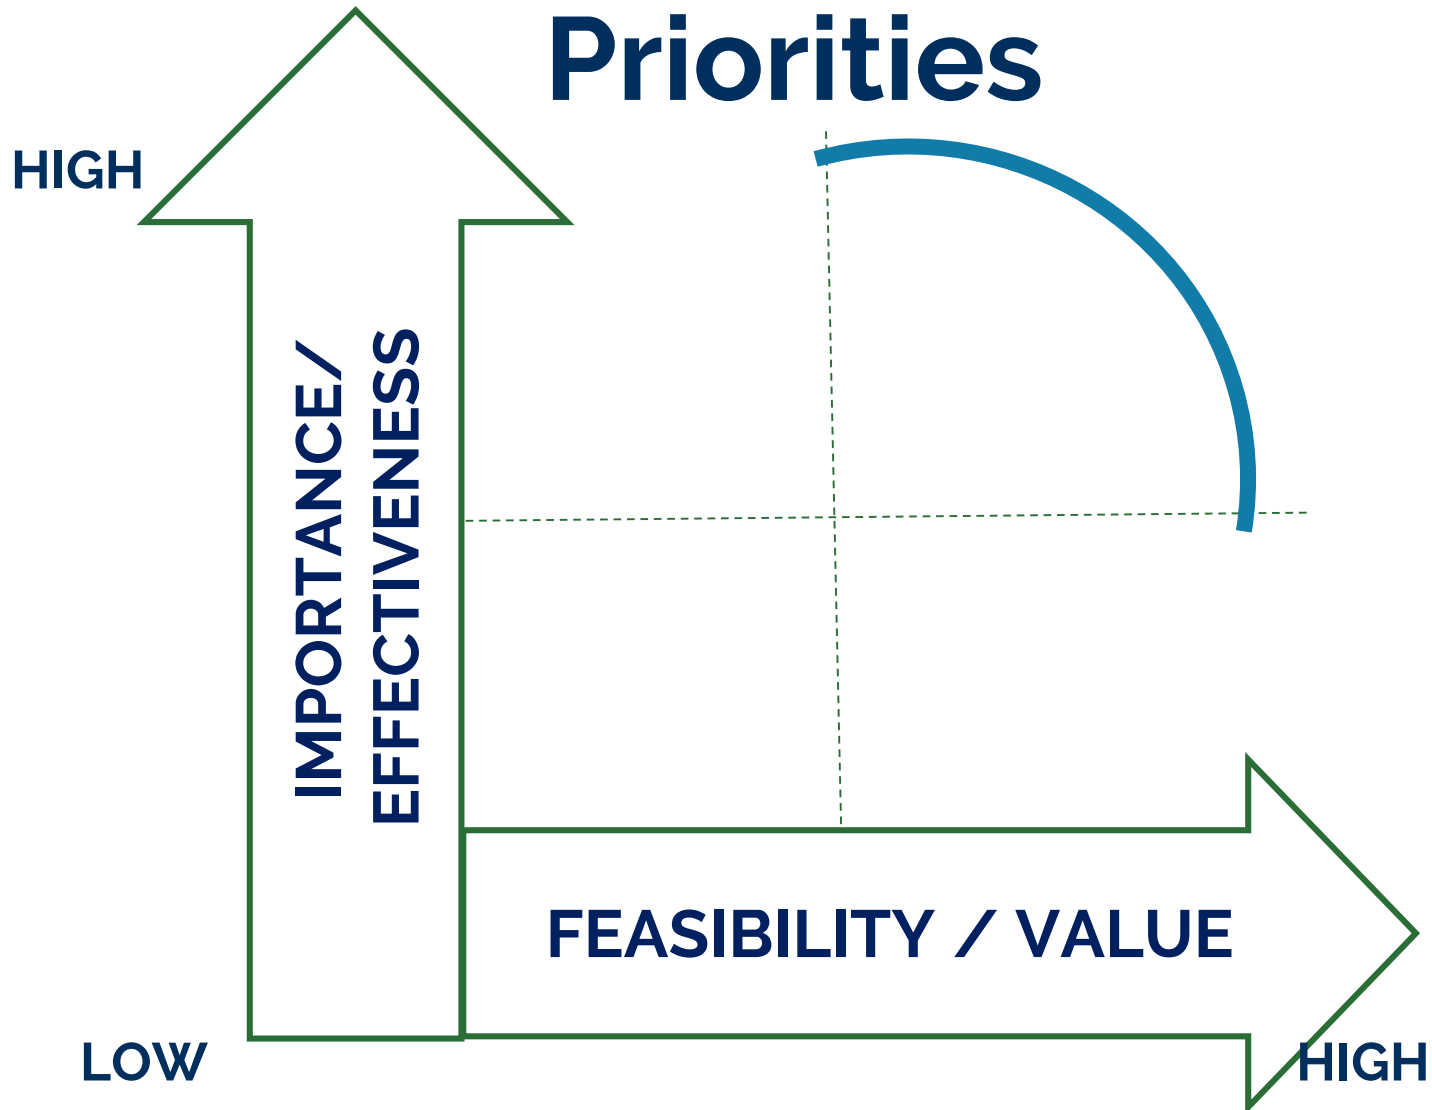 Priorities
HIGH
IMPORTANCE/
EFFECTIVENESS
FEASIBILITY / VALUE
LOW
HIGH